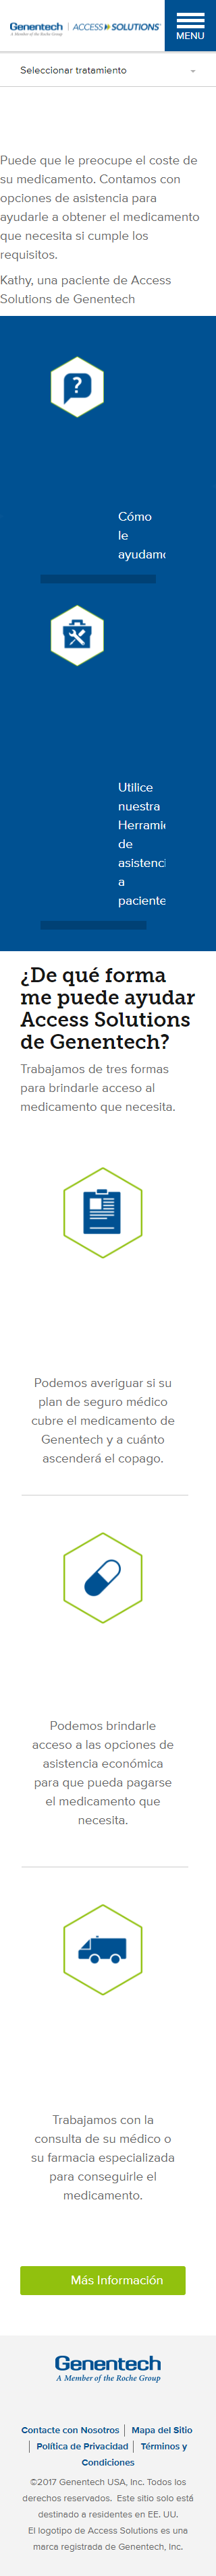 Genentech | ACCESS SOLUTIONS®
A Member of the Roche Group
MENU
Seleccionar tratamiento
Puede que le preocupe el coste de
su medicamento. Contamos con
opciones de asistencia para
ayudarle a obtener el medicamento
que necesita si cumple los
requisitos.
Kathy, una paciente de Access
Solutions de Genentech
Cómo
le
ayudamo
Utilice
nuestra
Herramie
de
asistenci
a
paciente
¿De qué forma
me puede ayudar
Access Solutions
de Genentech?
Trabajamos de tres formas
para brindarle acceso al
medicamento que necesita.
Podemos averiguar si su
plan de seguro médico
cubre el medicamento de
Genentech y a cuánto
ascenderá el copago.
Podemos brindarle
acceso a las opciones de
asistencia económica
para que pueda pagarse
el medicamento que
necesita.
Trabajamos con la
consulta de su médico o
su farmacia especializada
para conseguirle el
medicamento.
Más Información
Genentech
A Member of the Roche Group
Contacte con Nosotros | Mapa del Sitio
| Política de Privacidad | Términos y
Condiciones
©2017 Genentech USA, Inc. Todos los
derechos reservados. Este sitio solo está
destinado a residentes en EE. UU.
El logotipo de Access Solutions es una
marca registrada de Genentech, Inc.